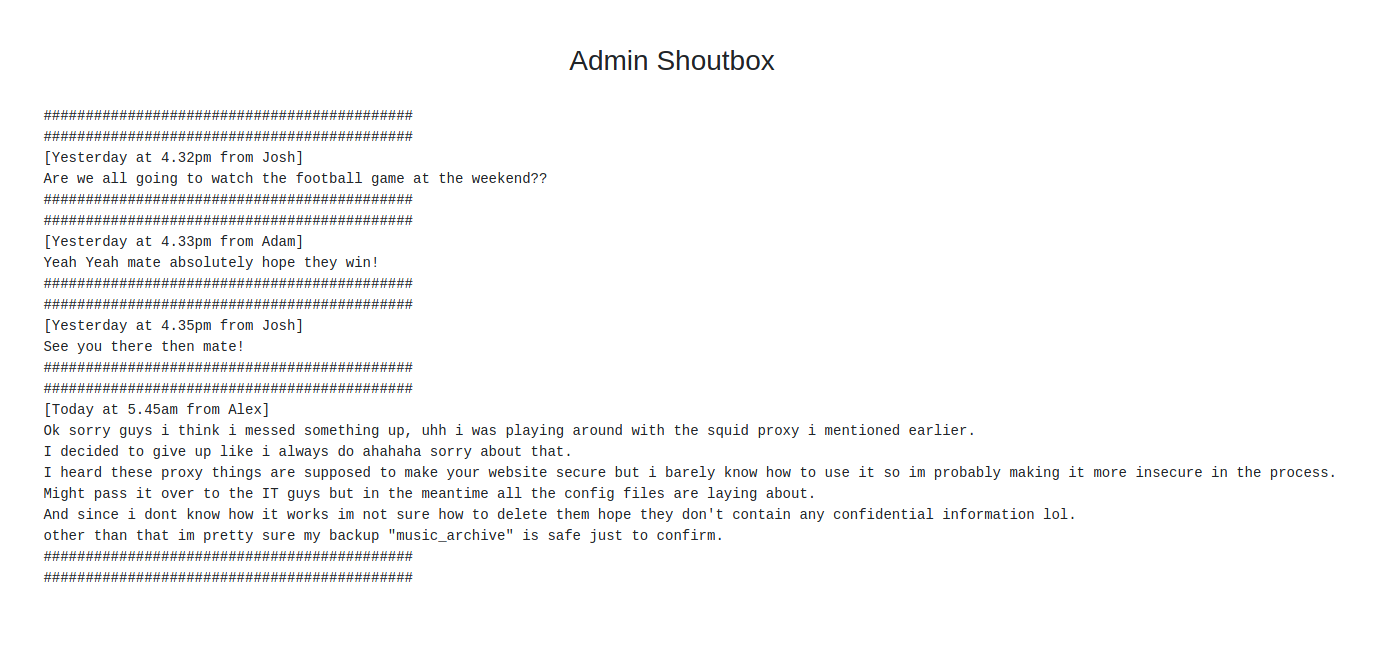 Admin Shoutbox
############################################
############################################
[Yesterday at 4.32pm from Josh]
Are we all going to watch the football game at the weekend??
############################################
############################################
[Yesterday at 4.33pm from Adam]
Yeah Yeah mate absolutely hope they win!
############################################
############################################
[Yesterday at 4.35pm from Josh]
See you there then mate!
############################################
############################################
[Today at 5.45am from Alex]
Ok sorry guys i think i messed something up, uhh i was playing around with the squid proxy i mentioned earlier.
I decided to give up like i always do ahahaha sorry about that.
I heard these proxy things are supposed to make your website secure but i barely know how to use it so im probably making it more insecure in the process.
Might pass it over to the IT guys but in the meantime all the config files are laying about.
And since i dont know how it works im not sure how to delete them hope they don't contain any confidential information lol.
other than that im pretty sure my backup "music_archive" is safe just to confirm.
############################################
############################################